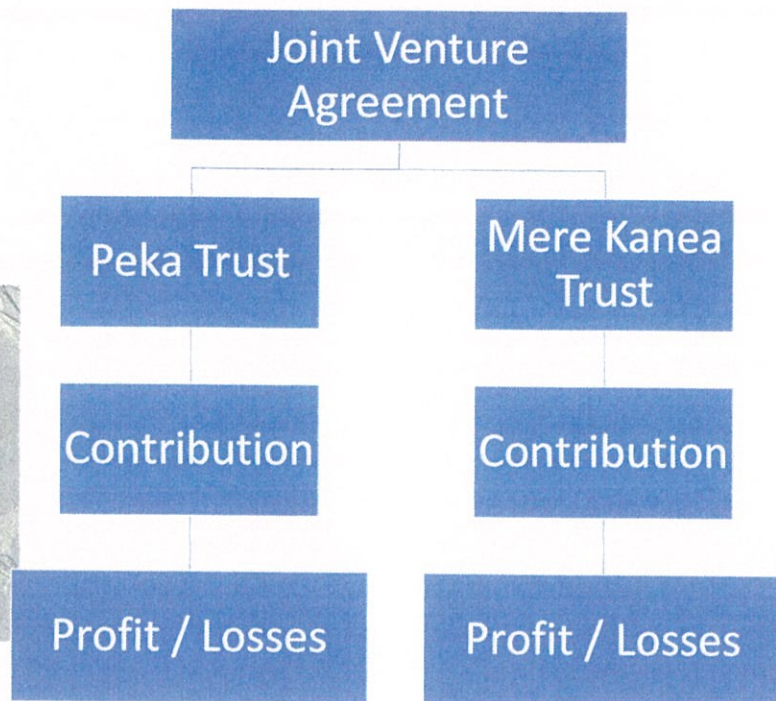 Joint Venture
Agreement
Peka Trust
Mere Kanea
Trust
Contribution
Contribution
Profit / Losses
Profit / Losses